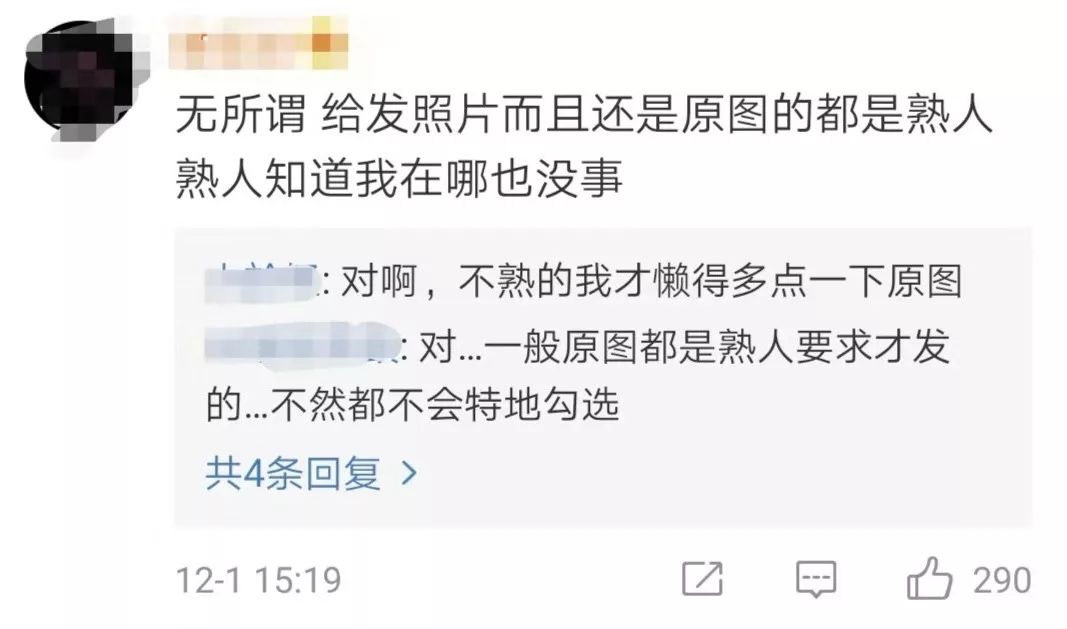 无所谓 给发照片而且还是原图的都是熟人
熟人知道我在哪也没事
: 对啊，不熟的我才懒得多点一下原图
: 对...一般原图都是熟人要求才发
的...不然都不会特地勾选
共4条回复 >
12-1 15:19
290